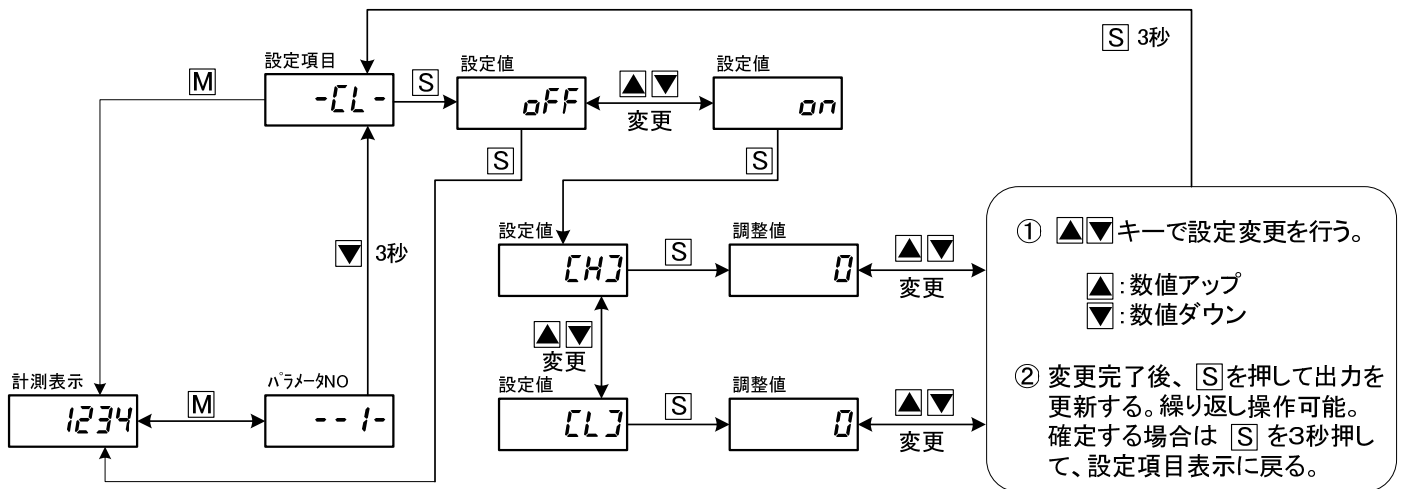 S 3秒
設定項目
設定値
設定値
M
-CL-
S
oFF
▲▼
変更
on
S
S
① ▲▼キーで設定変更を行う。
▲:数値アップ
▼:数値ダウン
② 変更完了後、Sを押して出力を
更新する。繰り返し操作可能。
確定する場合は S を3秒押し
て、設定項目表示に戻る。
設定値
調整値
[H]
S
0
▲▼
変更
▼ 3秒
▲▼
変更
計測表示
パラメータNO
1234
M
--1-
設定値
調整値
[L]
S
0
▲▼
変更